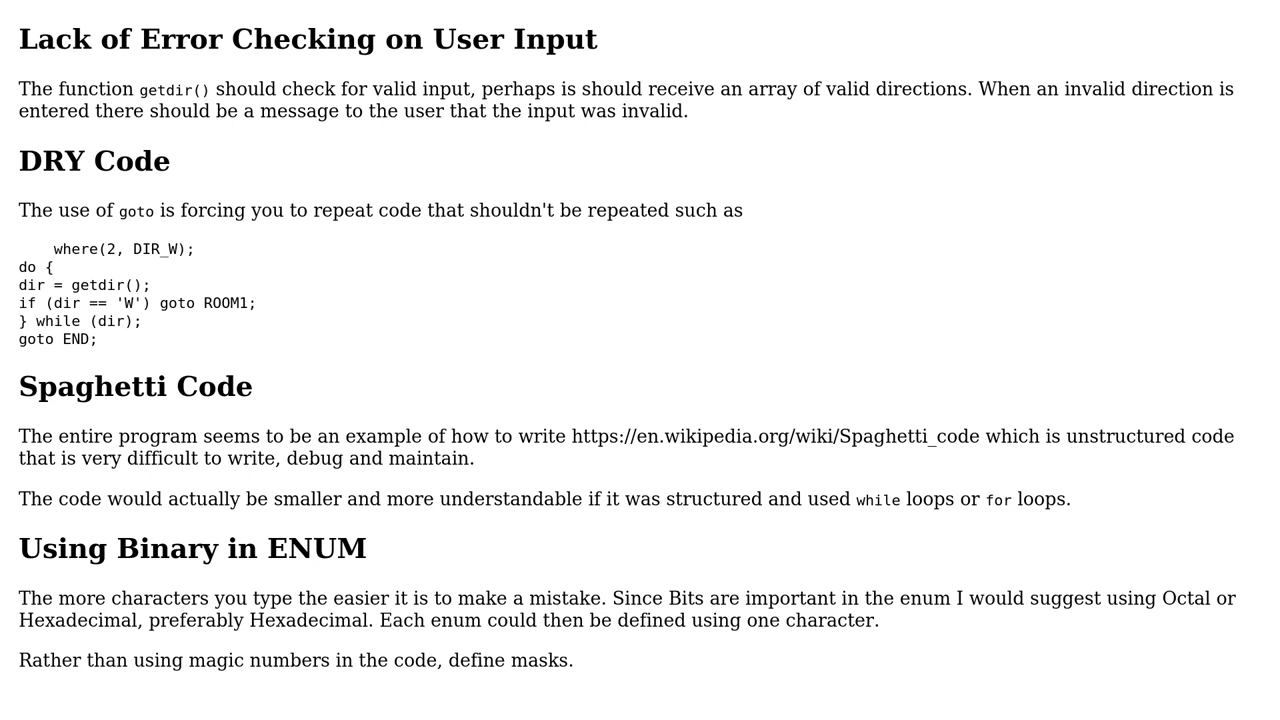 Lack of Error Checking on User Input
The function getdir() should check for valid input, perhaps is should receive an array of valid directions. When an invalid direction is
entered there should be a message to the user that the input was invalid.
DRY Code
The use of goto is forcing you to repeat code that shouldn't be repeated such as
    where(2, DIR_W);
do {
dir = getdir();
if (dir == 'W') goto ROOM1;
} while (dir);
goto END;
Spaghetti Code
The entire program seems to be an example of how to write https://en.wikipedia.org/wiki/Spaghetti_code which is unstructured code
that is very difficult to write, debug and maintain.
The code would actually be smaller and more understandable if it was structured and used while loops or for loops.
Using Binary in ENUM
The more characters you type the easier it is to make a mistake. Since Bits are important in the enum I would suggest using Octal or
Hexadecimal, preferably Hexadecimal. Each enum could then be defined using one character.
Rather than using magic numbers in the code, define masks.